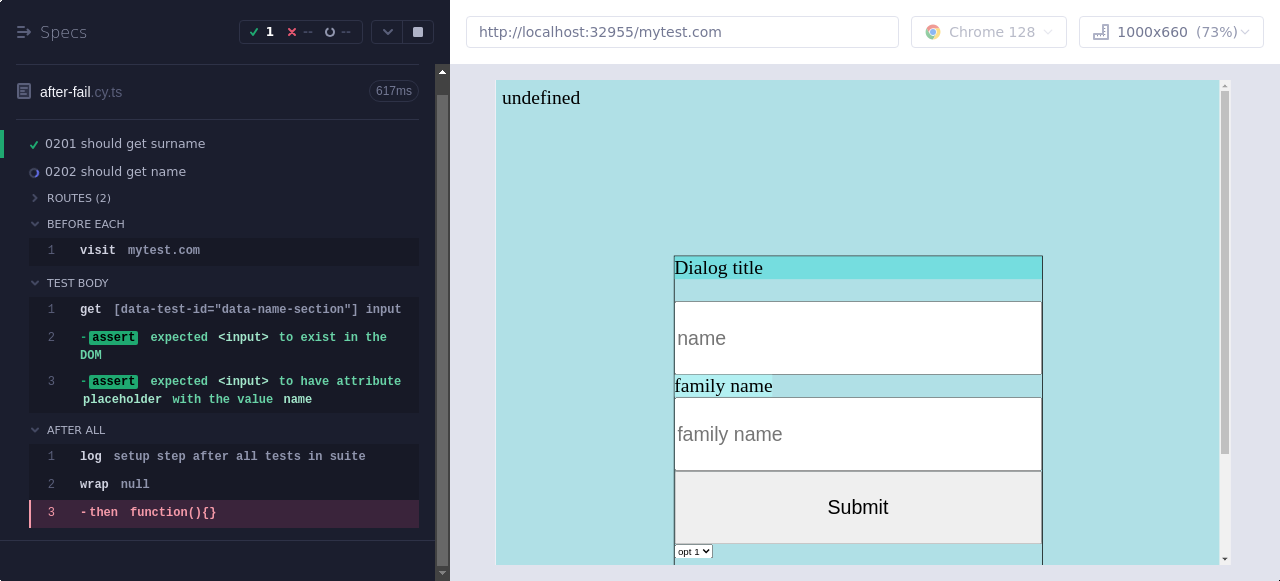 Specs
1 -- --
http://localhost:32955/mytest.com
Chrome 128
1000x660 (73%)
after-fail.cy.ts
617ms
0201 should get surname
0202 should get name
ROUTES (2)
BEFORE EACH
1 visit mytest.com
TEST BODY
1 get [data-test-id="data-name-section"] input
2 -assert expected <input> to exist in the
DOM
3 -assert expected <input> to have attribute
placeholder with the value name
AFTER ALL
1 log setup step after all tests in suite
2 wrap null
3 -then function(){}
undefined
Dialog title
name
family name
family name
Submit
opt 1